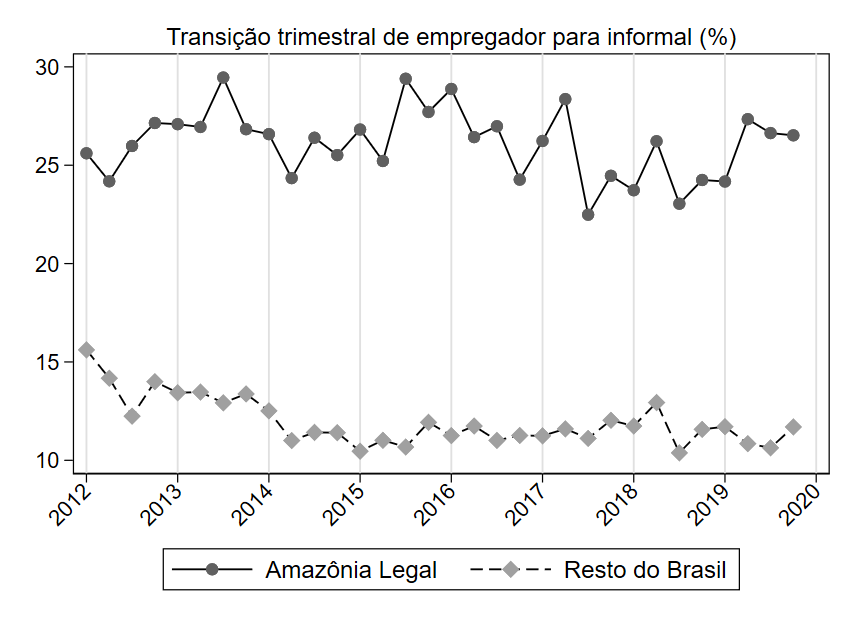 Transição trimestral de empregador para informal (%)
30
25
20
15
10
2012 2013 2014 2015 2016 2017 2018 2019 2020
Amazônia Legal Resto do Brasil